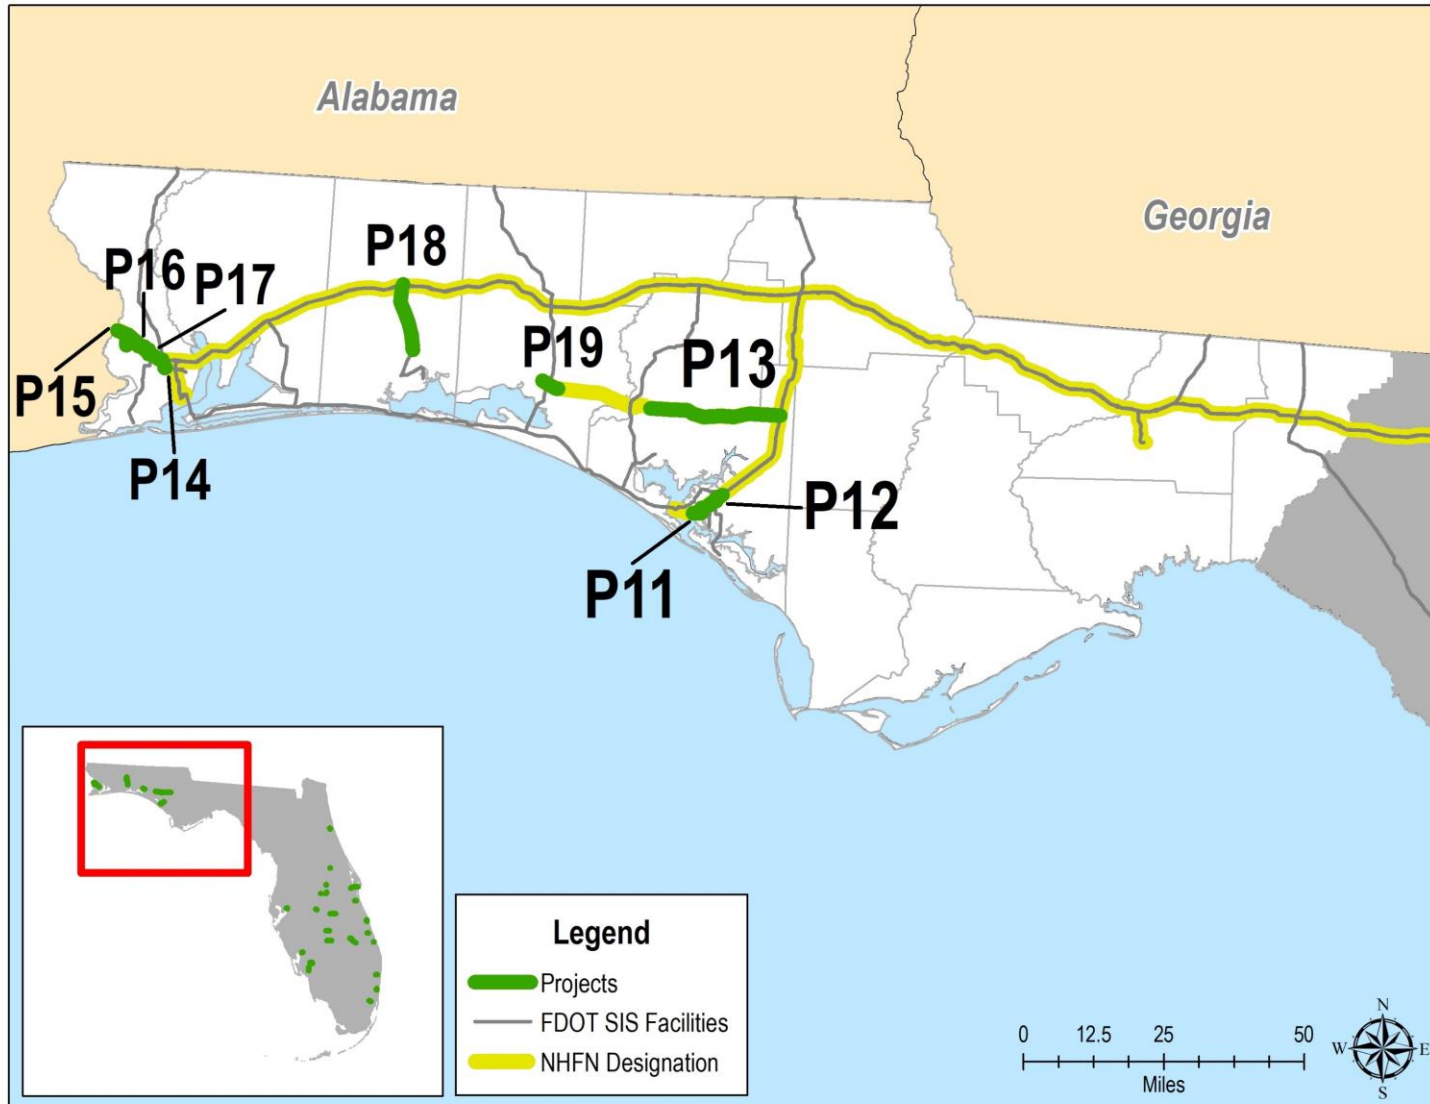 Alabama
Georgia
P18
P16
P17
P19
P13
P15
P14
P12
P11
Legend
Projects
FDOT SIS Facilities
NHFN Designation
0 12.5 25 50
Miles
N
W E
S